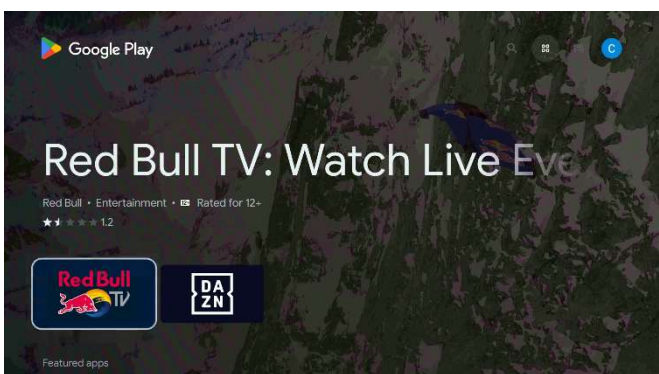 Google Play
C
Red Bull TV: Watch Live Eve
Red Bull • Entertainment • Rated for 12+
1.2
Red Bull
TV
DA
ZN
Featured apps